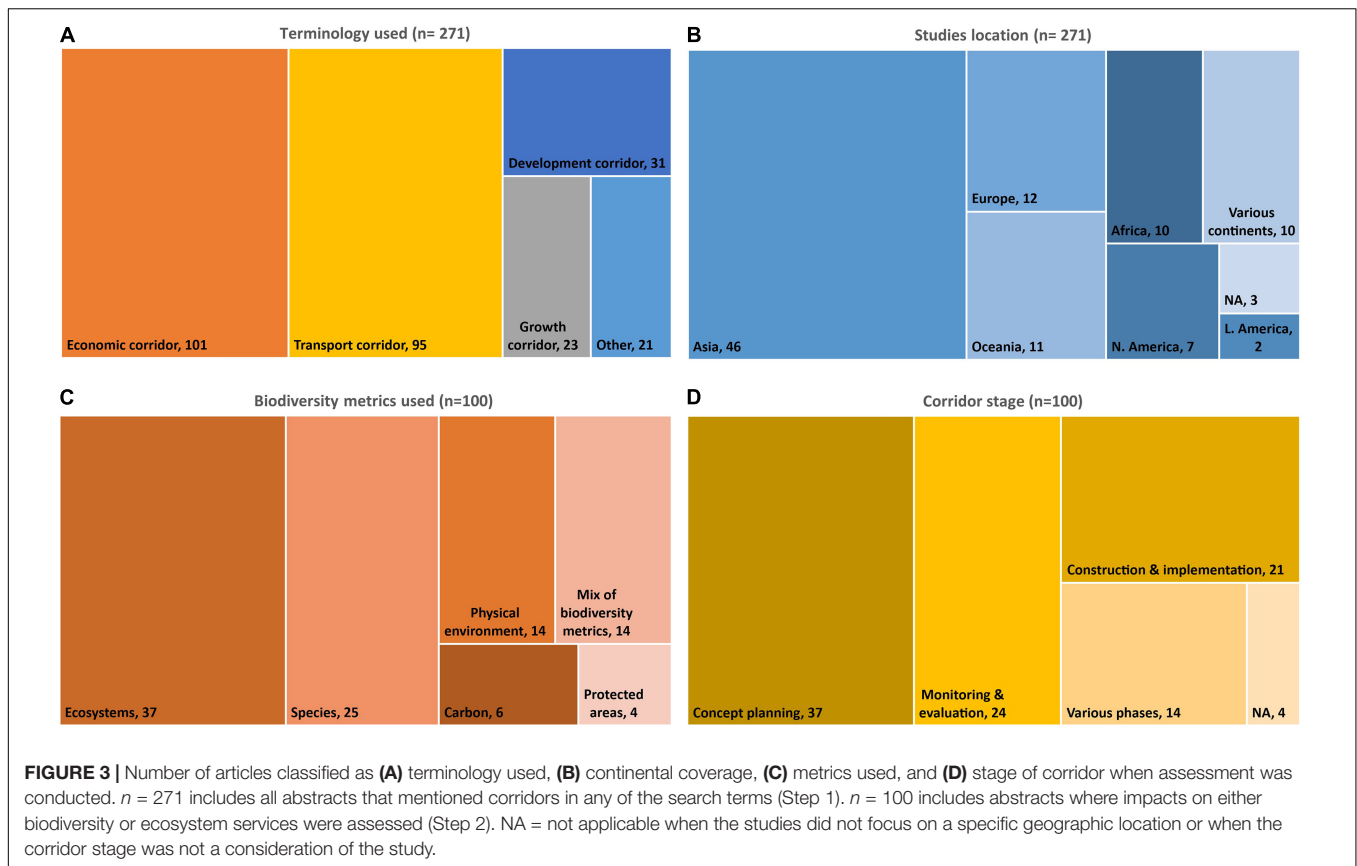 A
Terminology used (n= 271)
Economic corridor, 101
Transport corridor, 95
Development corridor, 31
Growth
corridor, 23
Other, 21
B
Studies location (n= 271)
Asia, 46
Europe, 12
Oceania, 11
Africa, 10
Various
continents, 10
N. America, 7
NA, 3
L. America,
2
C
Biodiversity metrics used (n=100)
Ecosystems, 37
Species, 25
Physical
environment, 14
Mix of
biodiversity
metrics, 14
Carbon, 6
Protected
areas, 4
D
Corridor stage (n=100)
Concept planning, 37
Monitoring &
evaluation, 24
Construction & implementation, 21
Various phases, 14
NA, 4
FIGURE 3 | Number of articles classified as (A) terminology used, (B) continental coverage, (C) metrics used, and (D) stage of corridor when assessment was
conducted. n = 271 includes all abstracts that mentioned corridors in any of the search terms (Step 1). n = 100 includes abstracts where impacts on either
biodiversity or ecosystem services were assessed (Step 2). NA = not applicable when the studies did not focus on a specific geographic location or when the
corridor stage was not a consideration of the study.